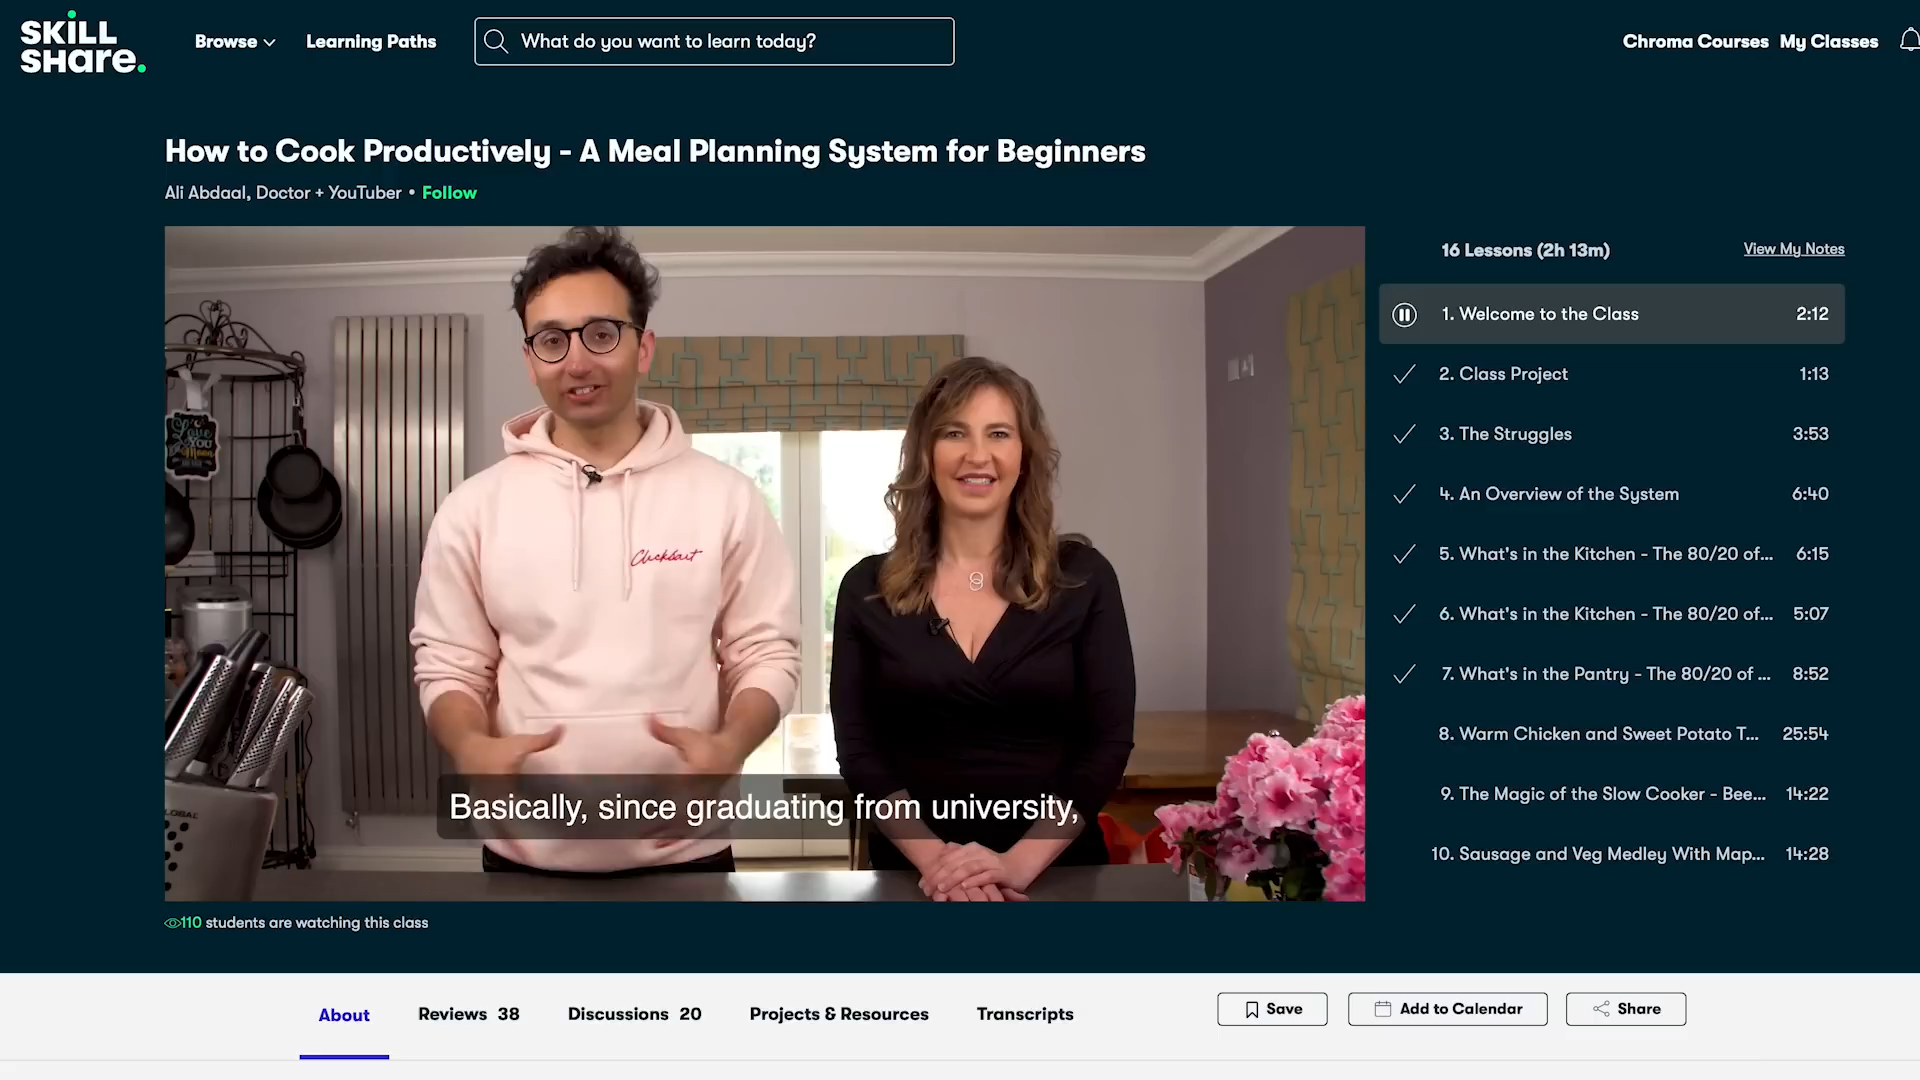 SKILL
SHare.
Browse
Learning Paths
What do you want to learn today?
Chroma Courses
My Classes
How to Cook Productively - A Meal Planning System for Beginners
Ali Abdaal, Doctor + YouTuber • Follow
16 Lessons (2h 13m)
View My Notes
1. Welcome to the Class 2:12
2. Class Project 1:13
3. The Struggles 3:53
4. An Overview of the System 6:40
5. What's in the Kitchen - The 80/20 of... 6:15
6. What's in the Kitchen - The 80/20 of... 5:07
7. What's in the Pantry - The 80/20 of ... 8:52
8. Warm Chicken and Sweet Potato T... 25:54
9. The Magic of the Slow Cooker - Bee... 14:22
10. Sausage and Veg Medley With Map... 14:28
Love
YOU
Moon
Clickbait
Basically, since graduating from university,
110 students are watching this class
About
Reviews 38
Discussions 20
Projects & Resources
Transcripts
Save
Add to Calendar
Share